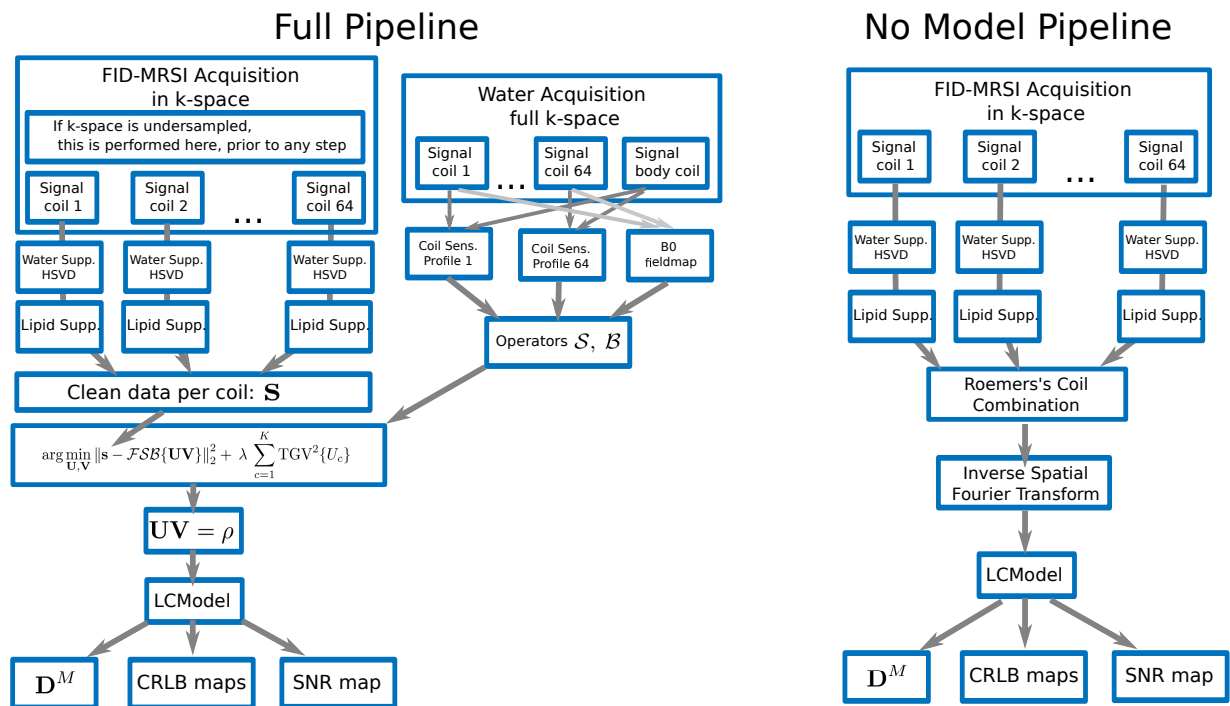 Full Pipeline
FID-MRSI Acquisition
in k-space
If k-space is undersampled,
this is performed here, prior to any step
Signal
coil 1
Signal
coil 2
...
Signal
coil 64
Water Supp.
HSVD
Water Supp.
HSVD
Water Supp.
HSVD
Lipid Supp.
Lipid Supp.
Lipid Supp.
Clean data per coil: S
Water Acquisition
full k-space
Signal
coil 1
...
Signal
coil 64
Signal
body coil
Coil Sens.
Profile 1
Coil Sens.
Profile 64
B0
fieldmap
Operators 𝒮, ℬ
arg min_{U,V} ‖s − ℱ𝒮ℬ{UV}‖₂² + λ ∑_{c=1}^{K} TGV²{U_c}
UV = ρ
LCModel
D^M
CRLB maps
SNR map
No Model Pipeline
FID-MRSI Acquisition
in k-space
Signal
coil 1
Signal
coil 2
...
Signal
coil 64
Water Supp.
HSVD
Water Supp.
HSVD
Water Supp.
HSVD
Lipid Supp.
Lipid Supp.
Lipid Supp.
Roemers's Coil
Combination
Inverse Spatial
Fourier Transform
LCModel
D^M
CRLB maps
SNR map